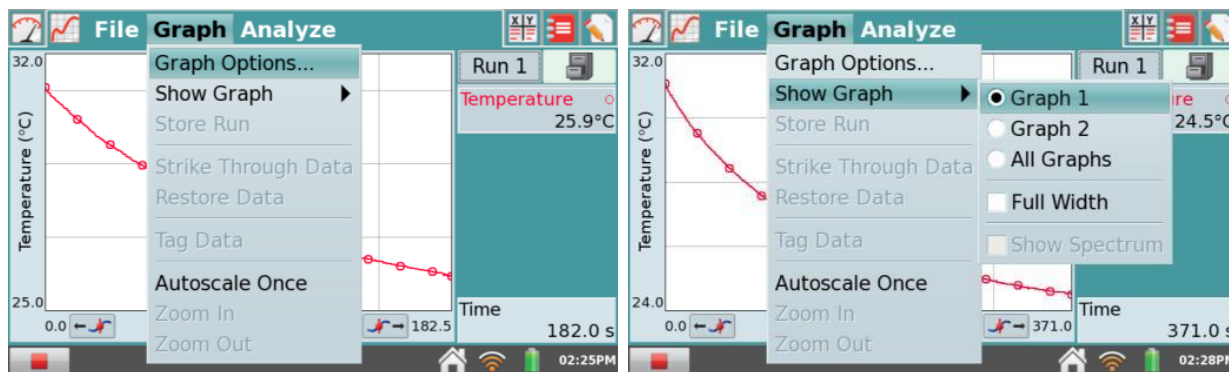 File Graph Analyze
X Y
32.0
Temperature (°C)
25.0
Graph Options...
Show Graph
Store Run
Strike Through Data
Restore Data
Tag Data
Autoscale Once
Zoom In
Zoom Out
Run 1
Temperature
25.9°C
Time
182.0 s
0.0
182.5
02:25PM
File Graph Analyze
X Y
32.0
Temperature (°C)
24.0
Graph Options...
Show Graph
Store Run
Strike Through Data
Restore Data
Tag Data
Autoscale Once
Zoom In
Zoom Out
Graph 1
Graph 2
All Graphs
Full Width
Show Spectrum
Run 1
24.5°C
Time
371.0 s
0.0
371.0